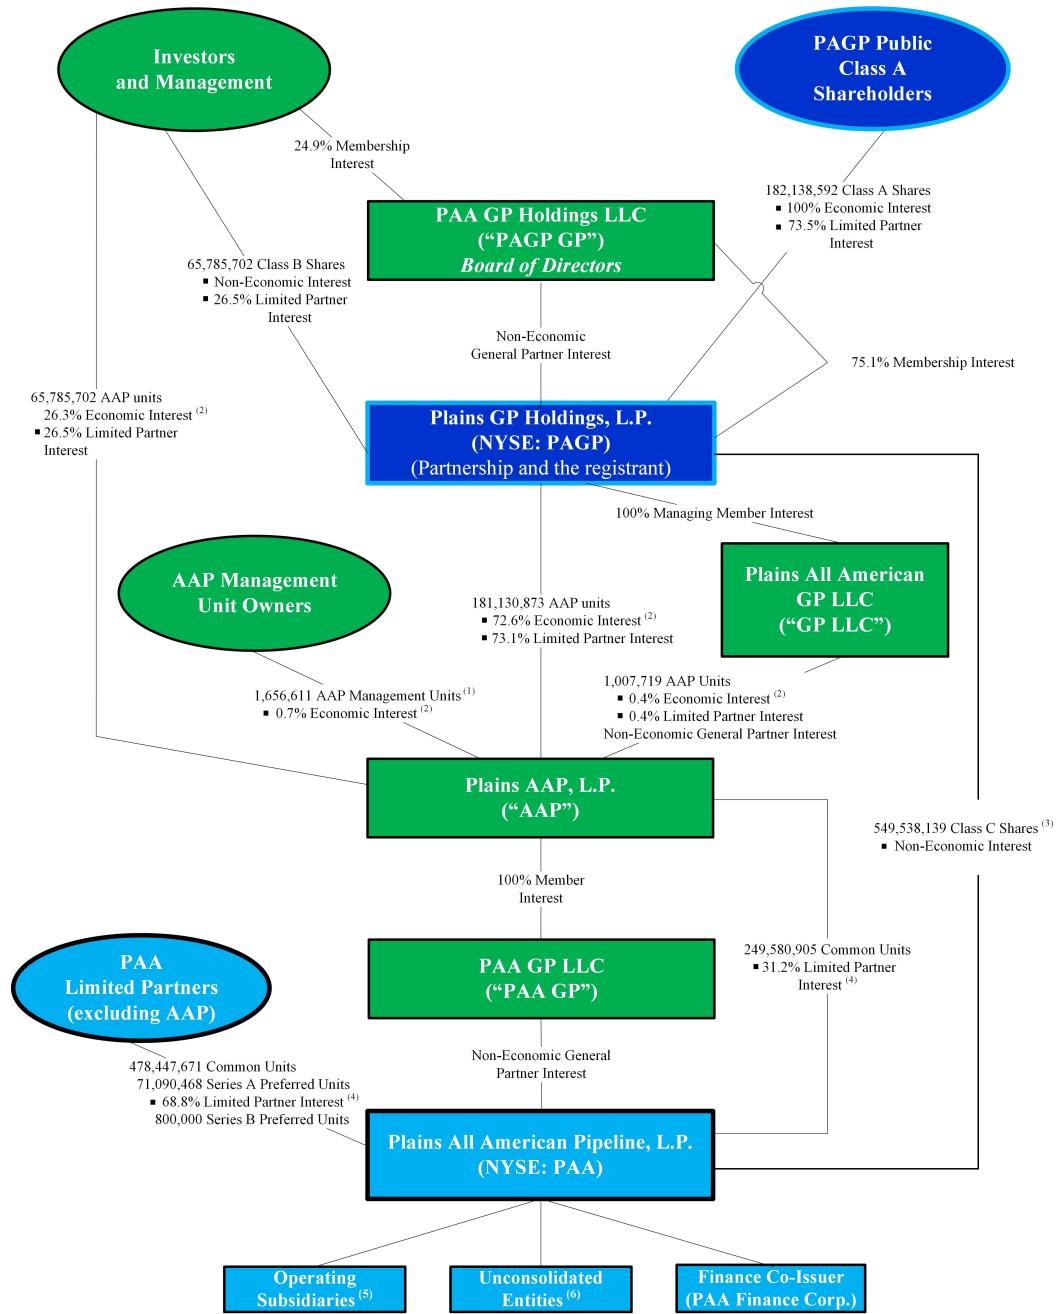 Investors
and Management
PAGP Public
Class A
Shareholders
24.9% Membership
Interest
182,138,592 Class A Shares
▪ 100% Economic Interest
▪ 73.5% Limited Partner
Interest
PAA GP Holdings LLC
(“PAGP GP”)
Board of Directors
65,785,702 Class B Shares
▪ Non-Economic Interest
▪ 26.5% Limited Partner
Interest
Non-Economic
General Partner Interest
75.1% Membership Interest
65,785,702 AAP units
26.3% Economic Interest (2)
▪ 26.5% Limited Partner
Interest
Plains GP Holdings, L.P.
(NYSE: PAGP)
(Partnership and the registrant)
100% Managing Member Interest
AAP Management
Unit Owners
Plains All American
GP LLC
(“GP LLC”)
181,130,873 AAP units
▪ 72.6% Economic Interest (2)
▪ 73.1% Limited Partner Interest
1,656,611 AAP Management Units (1)
▪ 0.7% Economic Interest (2)
1,007,719 AAP Units
▪ 0.4% Economic Interest (2)
▪ 0.4% Limited Partner Interest
Non-Economic General Partner Interest
Plains AAP, L.P.
(“AAP”)
549,538,139 Class C Shares (3)
▪ Non-Economic Interest
100% Member
Interest
PAA
Limited Partners
(excluding AAP)
PAA GP LLC
(“PAA GP”)
249,580,905 Common Units
▪ 31.2% Limited Partner
Interest (4)
478,447,671 Common Units
71,090,468 Series A Preferred Units
▪ 68.8% Limited Partner Interest (4)
800,000 Series B Preferred Units
Non-Economic General
Partner Interest
Plains All American Pipeline, L.P.
(NYSE: PAA)
Operating
Subsidiaries (5)
Unconsolidated
Entities (6)
Finance Co-Issuer
(PAA Finance Corp.)